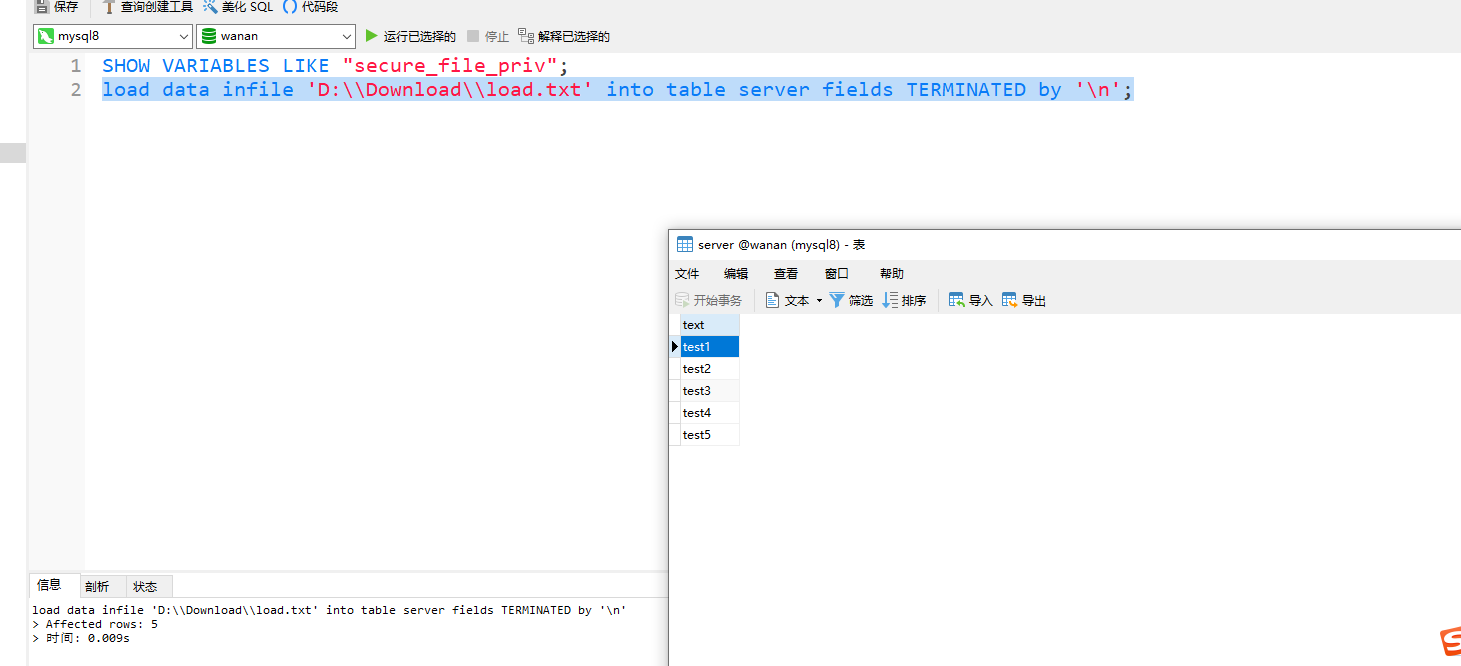 保存 查询创建工具 美化 SQL () 代码段
mysql8 wanan 运行已选择的 停止 解释已选择的
1 SHOW VARIABLES LIKE "secure_file_priv";
2 load data infile 'D:\\Download\\load.txt' into table server fields TERMINATED by '\n';
server @wanan (mysql8) - 表
文件 编辑 查看 窗口 帮助
开始事务 文本 筛选 排序 导入 导出
text
test1
test2
test3
test4
test5
信息 剖析 状态
load data infile 'D:\\Download\\load.txt' into table server fields TERMINATED by '\n'
> Affected rows: 5
> 时间: 0.009s